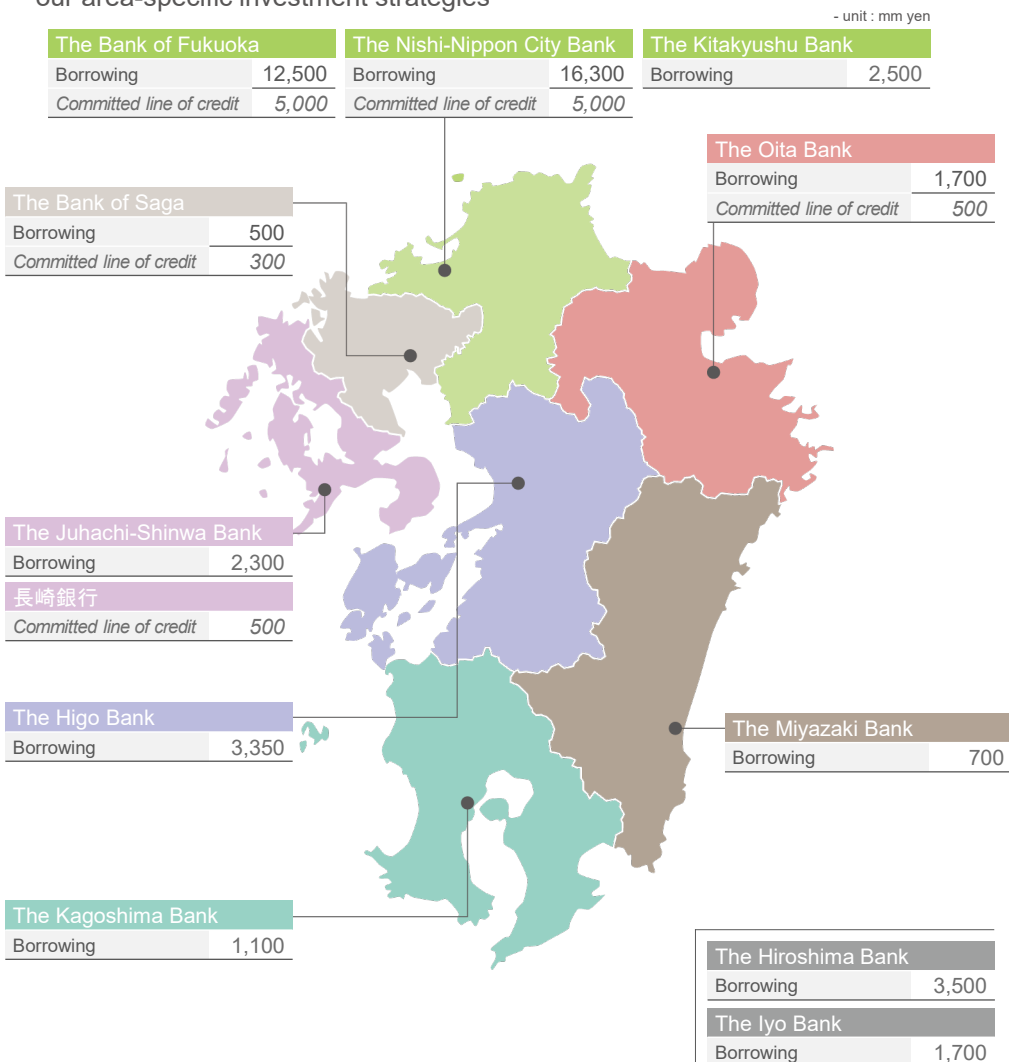 our area-specific investment strategies
- unit : mm yen
The Bank of Fukuoka
Borrowing 12,500
Committed line of credit 5,000
The Nishi-Nippon City Bank
Borrowing 16,300
Committed line of credit 5,000
The Kitakyushu Bank
Borrowing 2,500
The Oita Bank
Borrowing 1,700
Committed line of credit 500
The Bank of Saga
Borrowing 500
Committed line of credit 300
The Juhachi-Shinwa Bank
Borrowing 2,300
長崎銀行
Committed line of credit 500
The Higo Bank
Borrowing 3,350
The Miyazaki Bank
Borrowing 700
The Kagoshima Bank
Borrowing 1,100
The Hiroshima Bank
Borrowing 3,500
The Iyo Bank
Borrowing 1,700